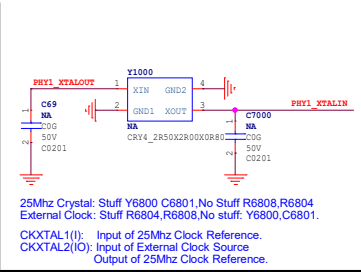 Y1000
PHY1_XTALOUT 1 XIN GND2 4
C69 2 GND1 XOUT 3 PHY1_XTALIN
NA NA C7000
C0G CRY4_2R50X2R00X0R80 NA
50V C0G
C0201 50V
C0201
1
2
1
2
25Mhz Crystal: Stuff Y6800 C6801,No Stuff R6808,R6804
External Clock: Stuff R6804,R6808,No stuff: Y6800,C6801.
CKXTAL1(I): Input of 25Mhz Clock Reference.
CKXTAL2(IO): Input of External Clock Source
Output of 25Mhz Clock Reference.